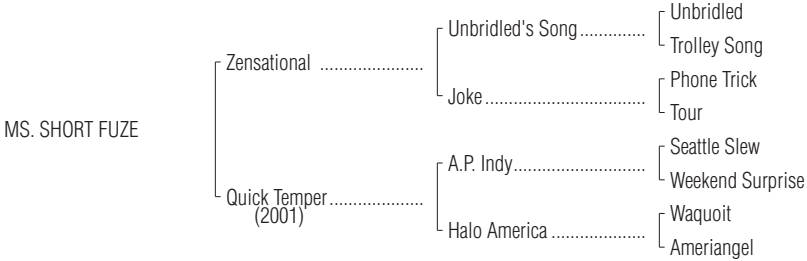 Unbridled
Unbridled's Song..............
Trolley Song
Zensational ......................
Phone Trick
Joke..................................
Tour
MS. SHORT FUZE
Seattle Slew
A.P. Indy............................
Weekend Surprise
Quick Temper....................
(2001)
Waquoit
Halo America ....................
Ameriangel